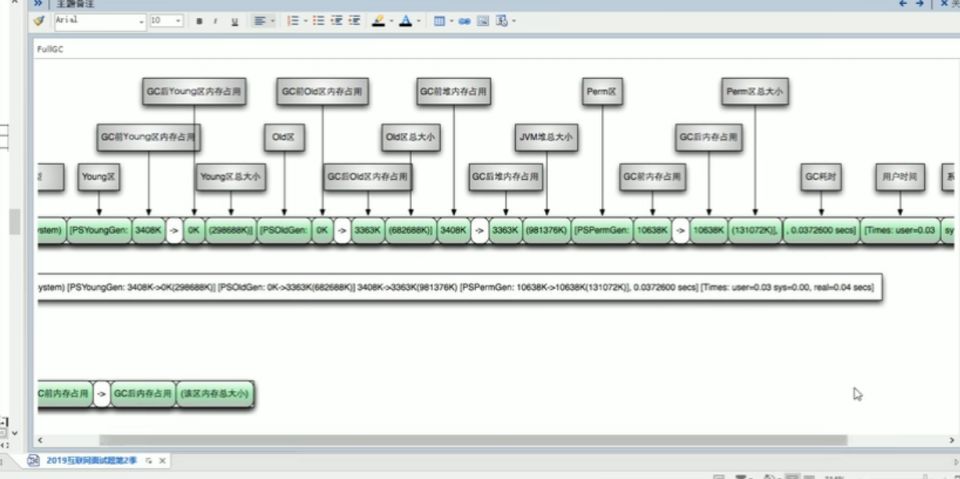 主题备注
Arial 10 B I U A
FullGC
GC后Young区内存占用 GC前Old区内存占用 GC前堆内存占用 Perm区 Perm区总大小
GC前Young区内存占用 Old区 Old区总大小 JVM堆总大小 GC后内存占用
Young区 Young区总大小 GC后Old区内存占用 GC后堆内存占用 GC前内存占用 GC耗时 用户时间
ystem) [PSYoungGen: 3408K -> 0K (298688K)] [PSOldGen: 0K -> 3363K (682688K)] 3408K -> 3363K (981376K) [PSPermGen: 10638K -> 10638K (131072K)], , 0.0372600 secs] [Times: user=0.03 sy
ystem) [PSYoungGen: 3408K->0K(298688K)] [PSOldGen: 0K->3363K(682688K)] 3408K->3363K(981376K) [PSPermGen: 10638K->10638K(131072K)], 0.0372600 secs] [Times: user=0.03 sys=0.00, real=0.04 secs]
C前内存占用 -> GC后内存占用 (该区内存总大小)
2019互联网面试题第2季